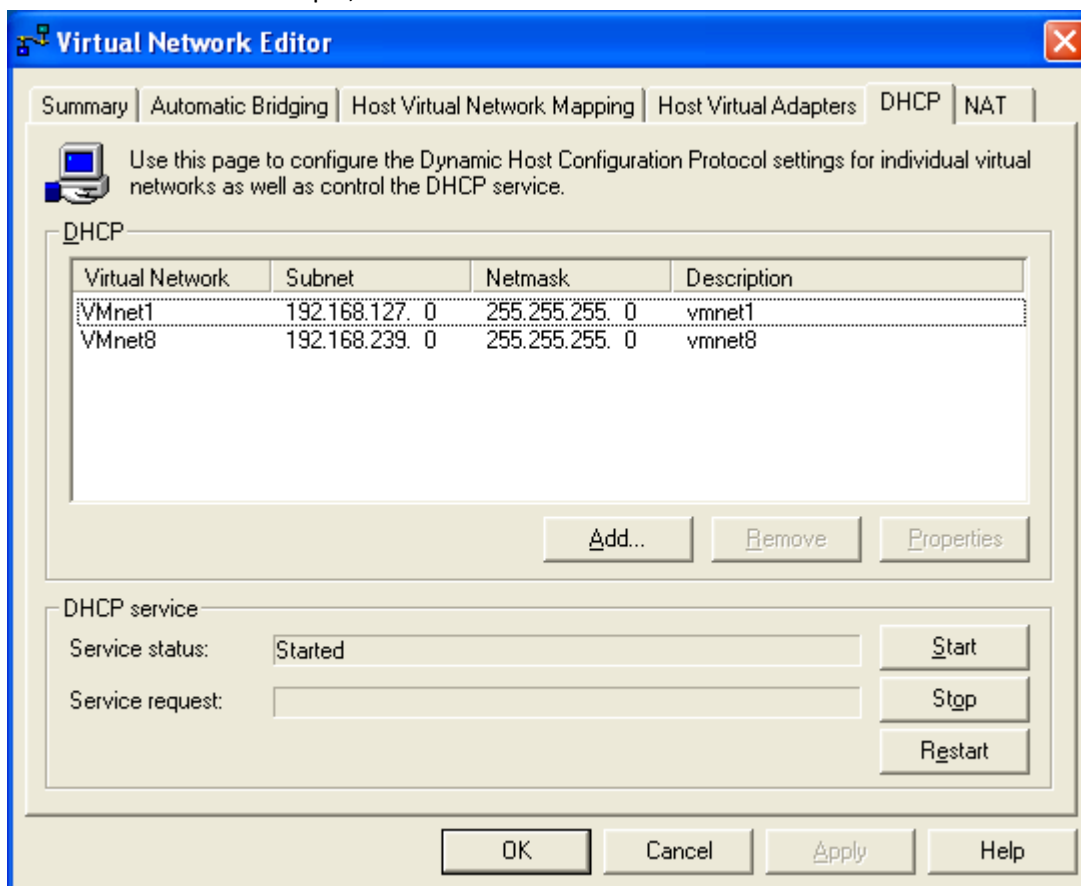 Virtual Network Editor
Summary Automatic Bridging Host Virtual Network Mapping Host Virtual Adapters DHCP NAT
Use this page to configure the Dynamic Host Configuration Protocol settings for individual virtual
networks as well as control the DHCP service.
DHCP
Virtual Network Subnet Netmask Description
VMnet1 192.168.127. 0 255.255.255. 0 vmnet1
VMnet8 192.168.239. 0 255.255.255. 0 vmnet8
Add... Remove Properties
DHCP service
Service status: Started Start
Service request: Stop
Restart
OK Cancel Apply Help